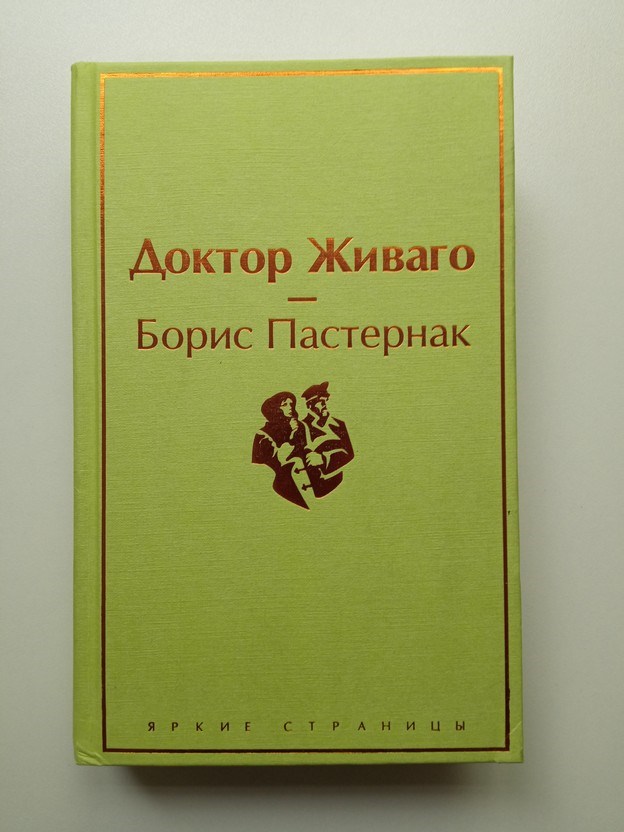 Доктор Живаго
—
Борис Пастернак
ЯРКИЕ СТРАНИЦЫ